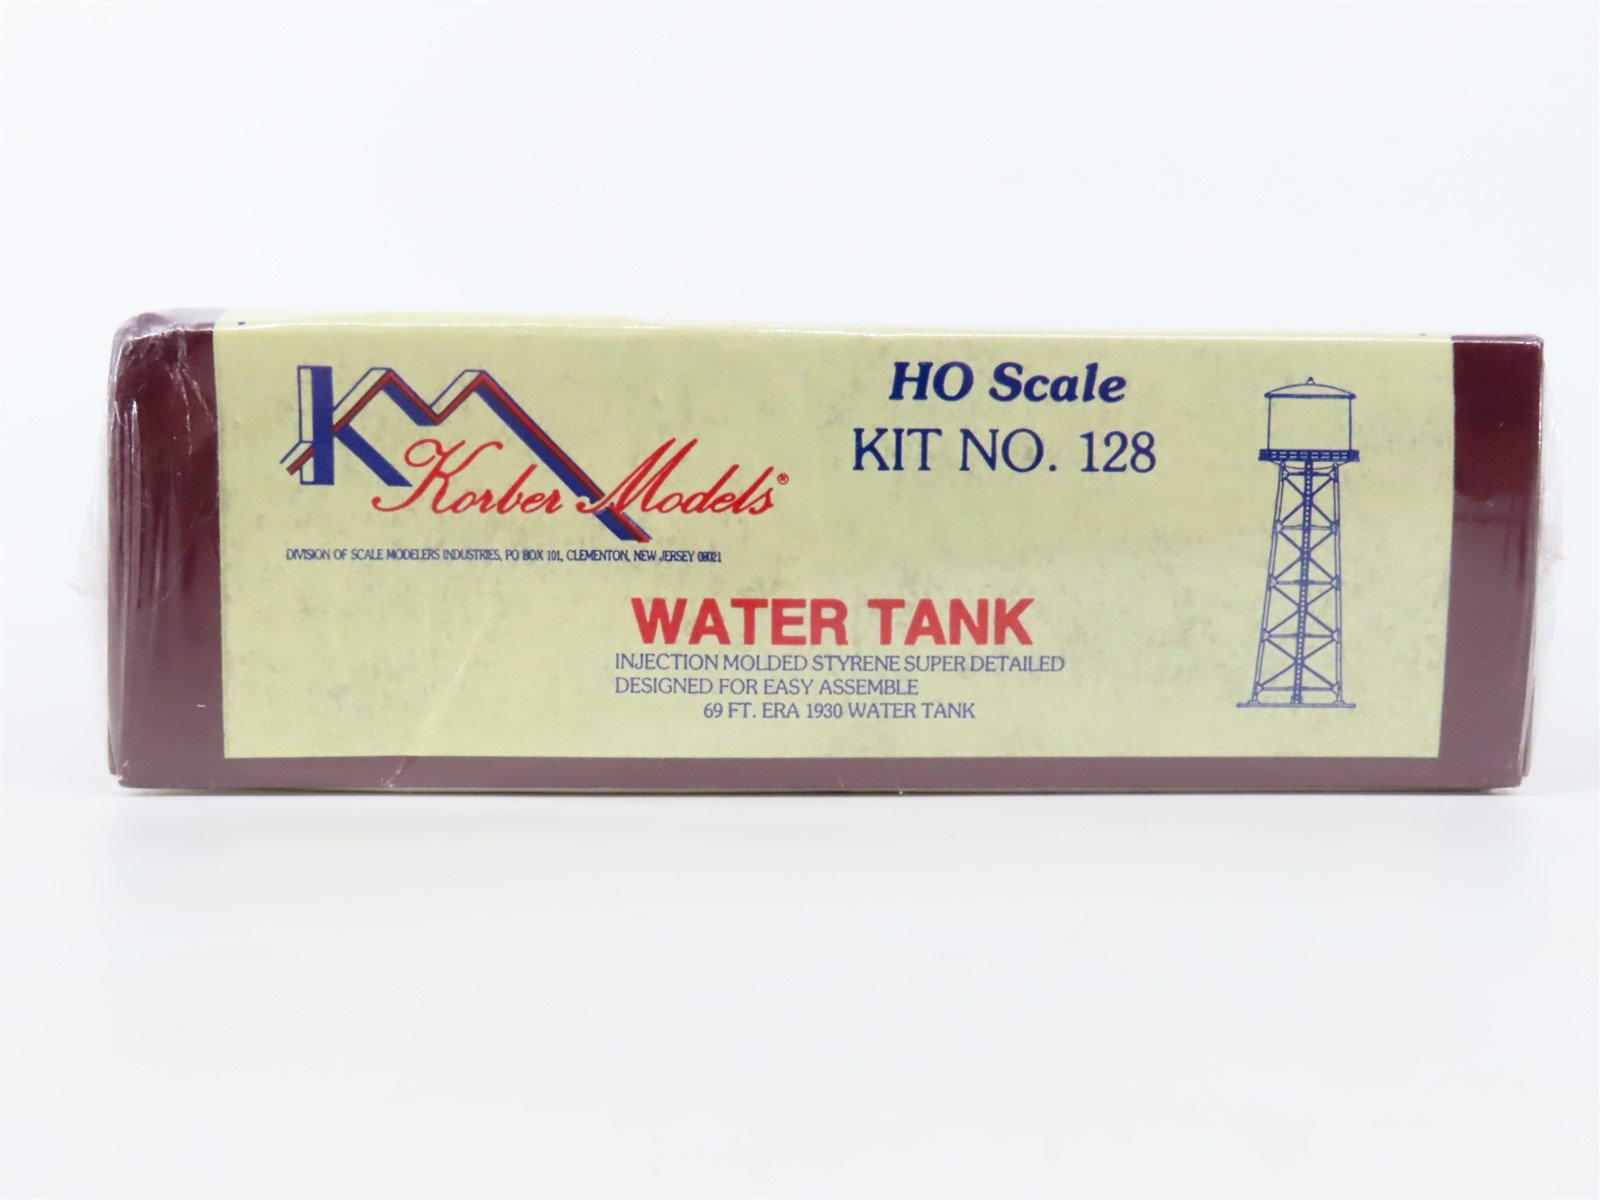 KM
Korber Models®
DIVISION OF SCALE MODELERS INDUSTRIES, PO BOX 101, CLEMENTON, NEW JERSEY 08021
HO Scale
KIT NO. 128
WATER TANK
INJECTION MOLDED STYRENE SUPER DETAILED
DESIGNED FOR EASY ASSEMBLE
69 FT. ERA 1930 WATER TANK